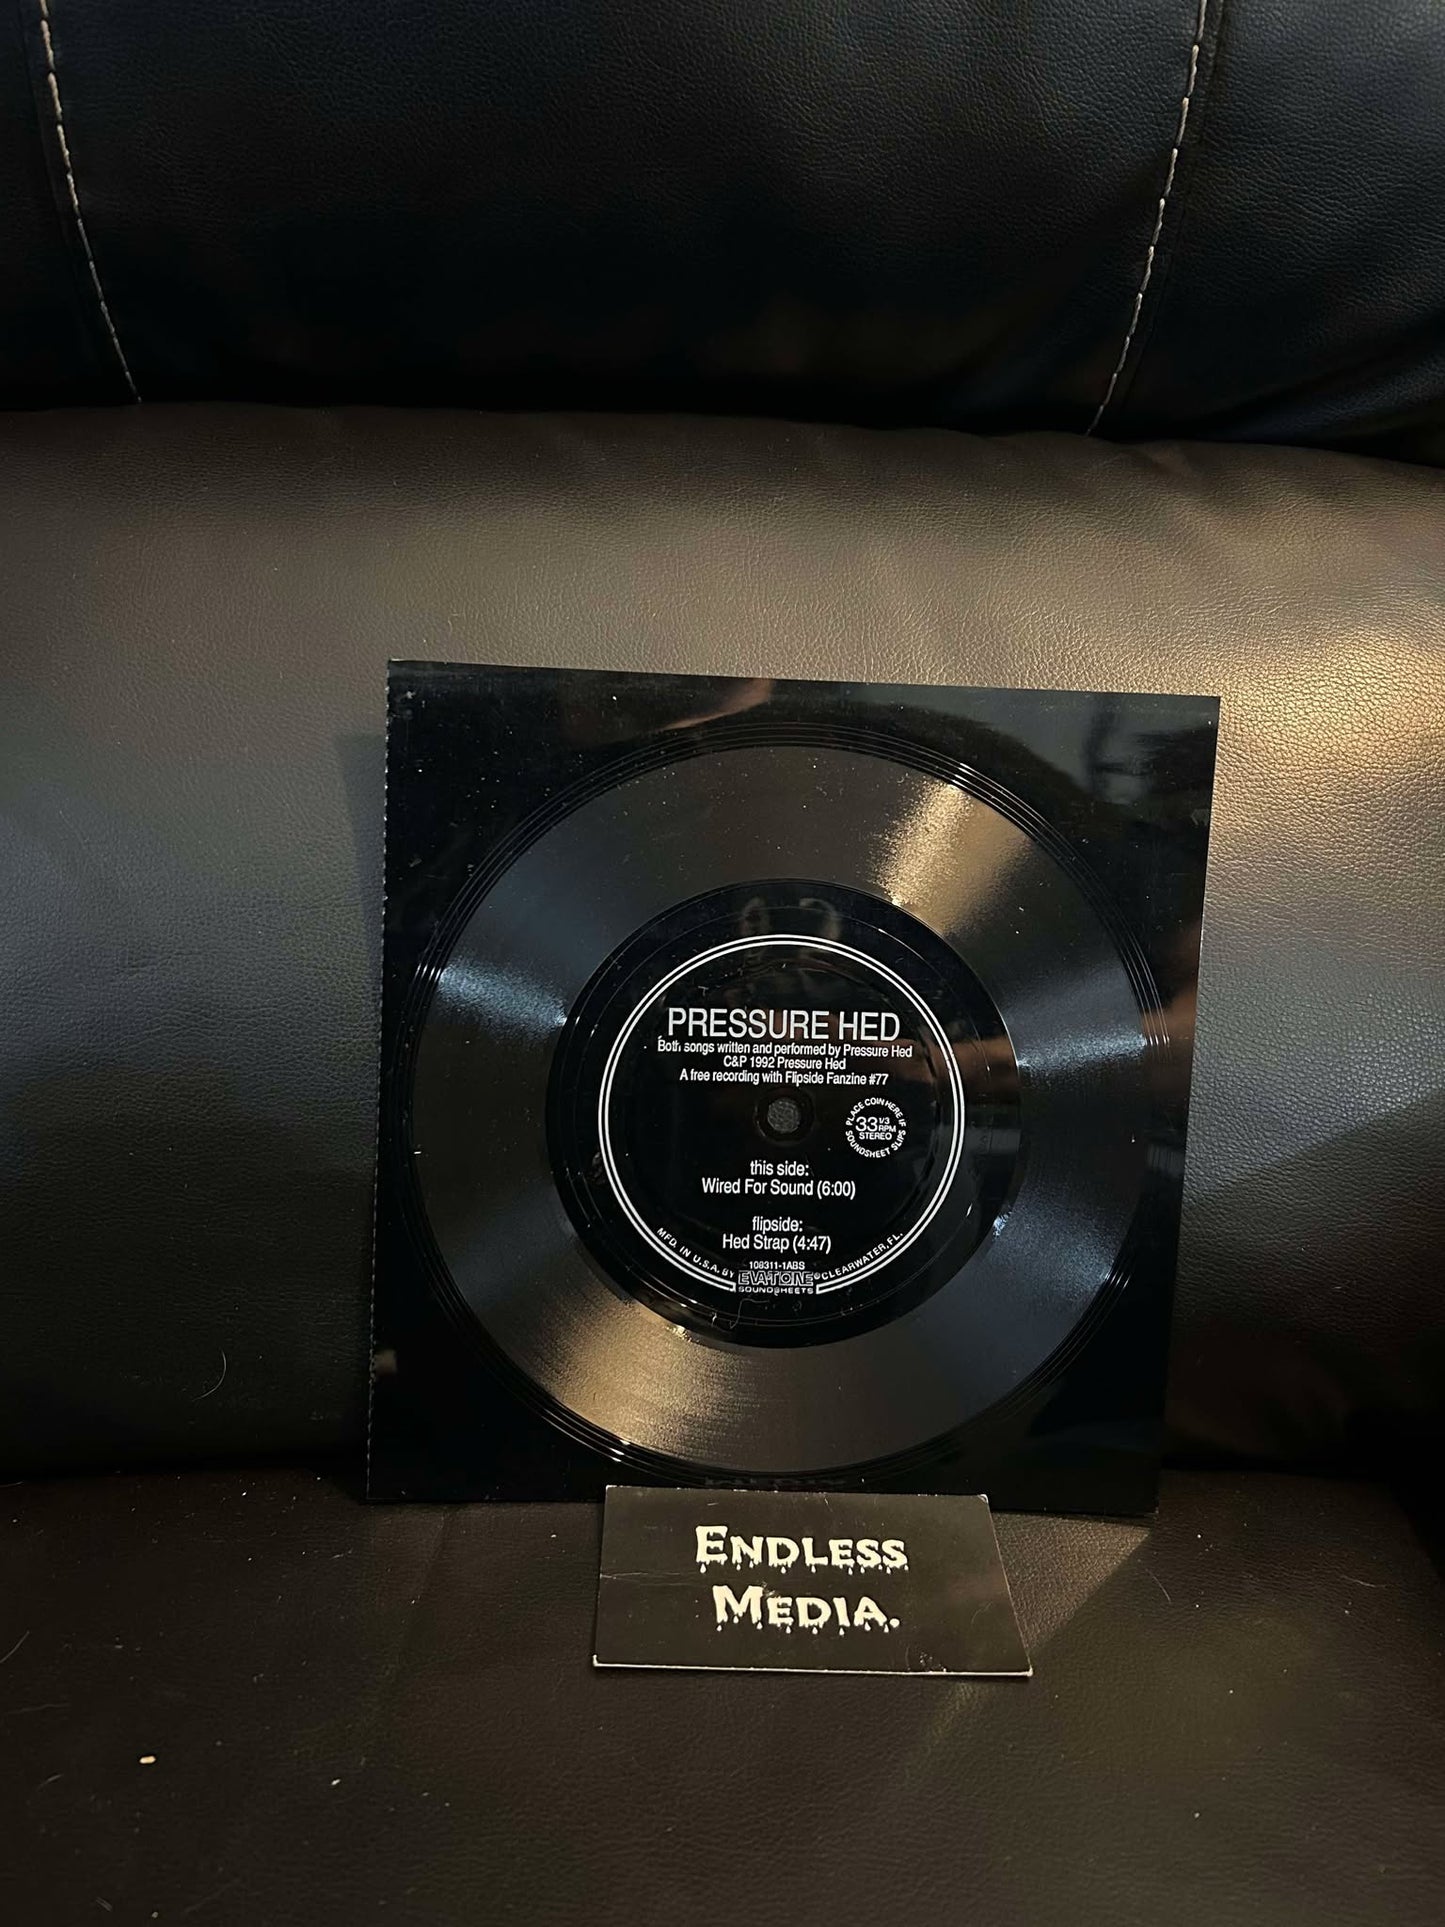 PRESSURE HED
Both songs written and performed by Pressure Hed
C&P 1992 Pressure Hed
A free recording with Flipside Fanzine #77
PLACE COIN HERE IF SOUNDSHEET SLIPS
33 1/3 RPM
STEREO
this side:
Wired For Sound (6:00)
flipside:
Hed Strap (4:47)
108311-1ABS
MFD. IN U.S.A. BY EVA-TONE® CLEARWATER, FL.
SOUNDSHEETS
ENDLESS
MEDIA.